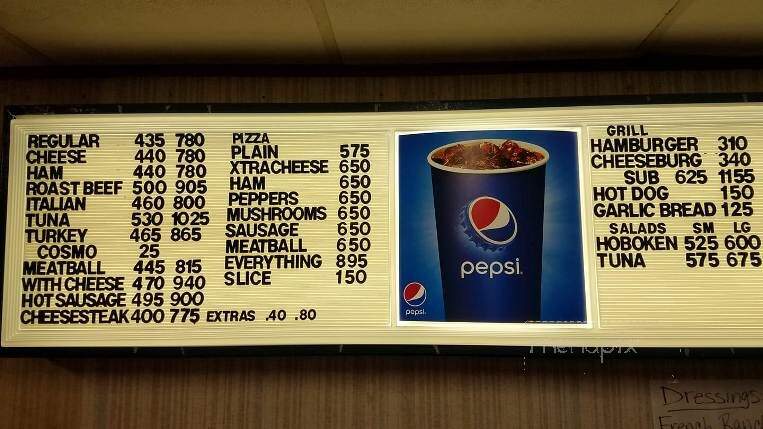 REGULAR 435 780
CHEESE 440 780
HAM 440 780
ROAST BEEF 500 905
ITALIAN 460 800
TUNA 530 1025
TURKEY 465 865
COSMO 25
MEATBALL 445 815
WITH CHEESE 470 940
HOT SAUSAGE 495 900
CHEESESTEAK 400 775 EXTRAS .40 .80
PIZZA
PLAIN 575
XTRACHEESE 650
HAM 650
PEPPERS 650
MUSHROOMS 650
SAUSAGE 650
MEATBALL 650
EVERYTHING 895
SLICE 150
pepsi
pepsi
GRILL
HAMBURGER 310
CHEESEBURG 340
SUB 625 1155
HOT DOG 150
GARLIC BREAD 125
SALADS SM LG
HOBOKEN 525 600
TUNA 575 675
menupix
Dressings
French